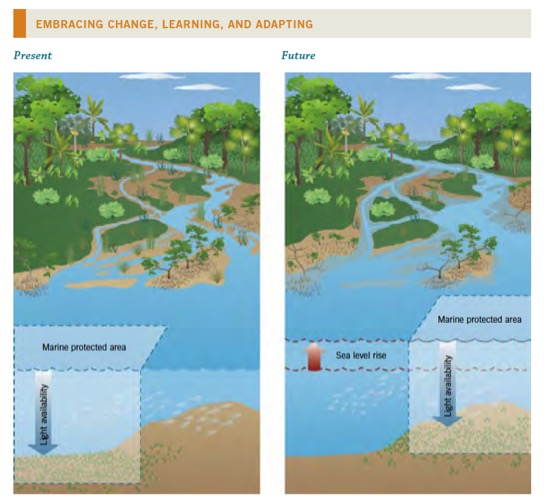 EMBRACING CHANGE, LEARNING, AND ADAPTING
Present
Future
Marine protected area
Light availability
Marine protected area
Sea level rise
Light availability